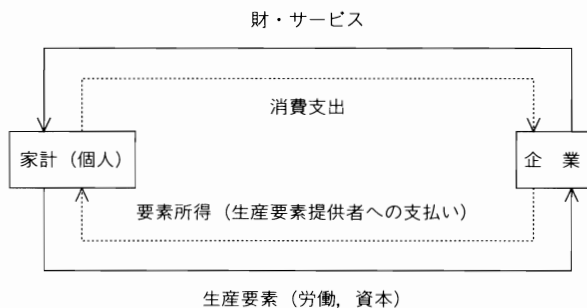 財・サービス
消費支出
家計（個人）
企　業
要素所得（生産要素提供者への支払い）
生産要素（労働，資本）